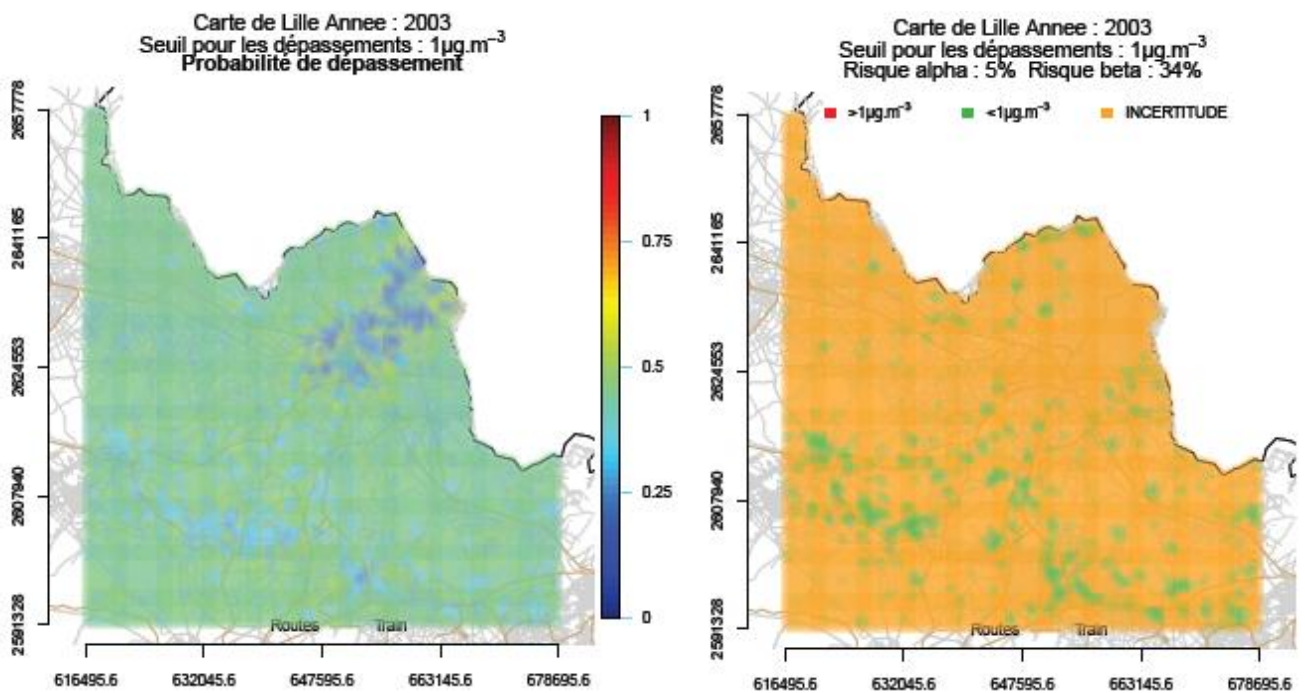 Carte de Lille Annee : 2003
Seuil pour les dépassements : 1µg.m⁻³
Probabilité de dépassement
2657778
2641165
2624553
2607940
2591328
1
0.75
0.5
0.25
0
Routes Train
616495.6 632045.6 647595.6 663145.6 678695.6
Carte de Lille Annee : 2003
Seuil pour les dépassements : 1µg.m⁻³
Risque alpha : 5% Risque beta : 34%
>1µg.m⁻³ <1µg.m⁻³ INCERTITUDE
2657778
2641165
2624553
2607940
2591328
Routes Train
616495.6 632045.6 647595.6 663145.6 678695.6